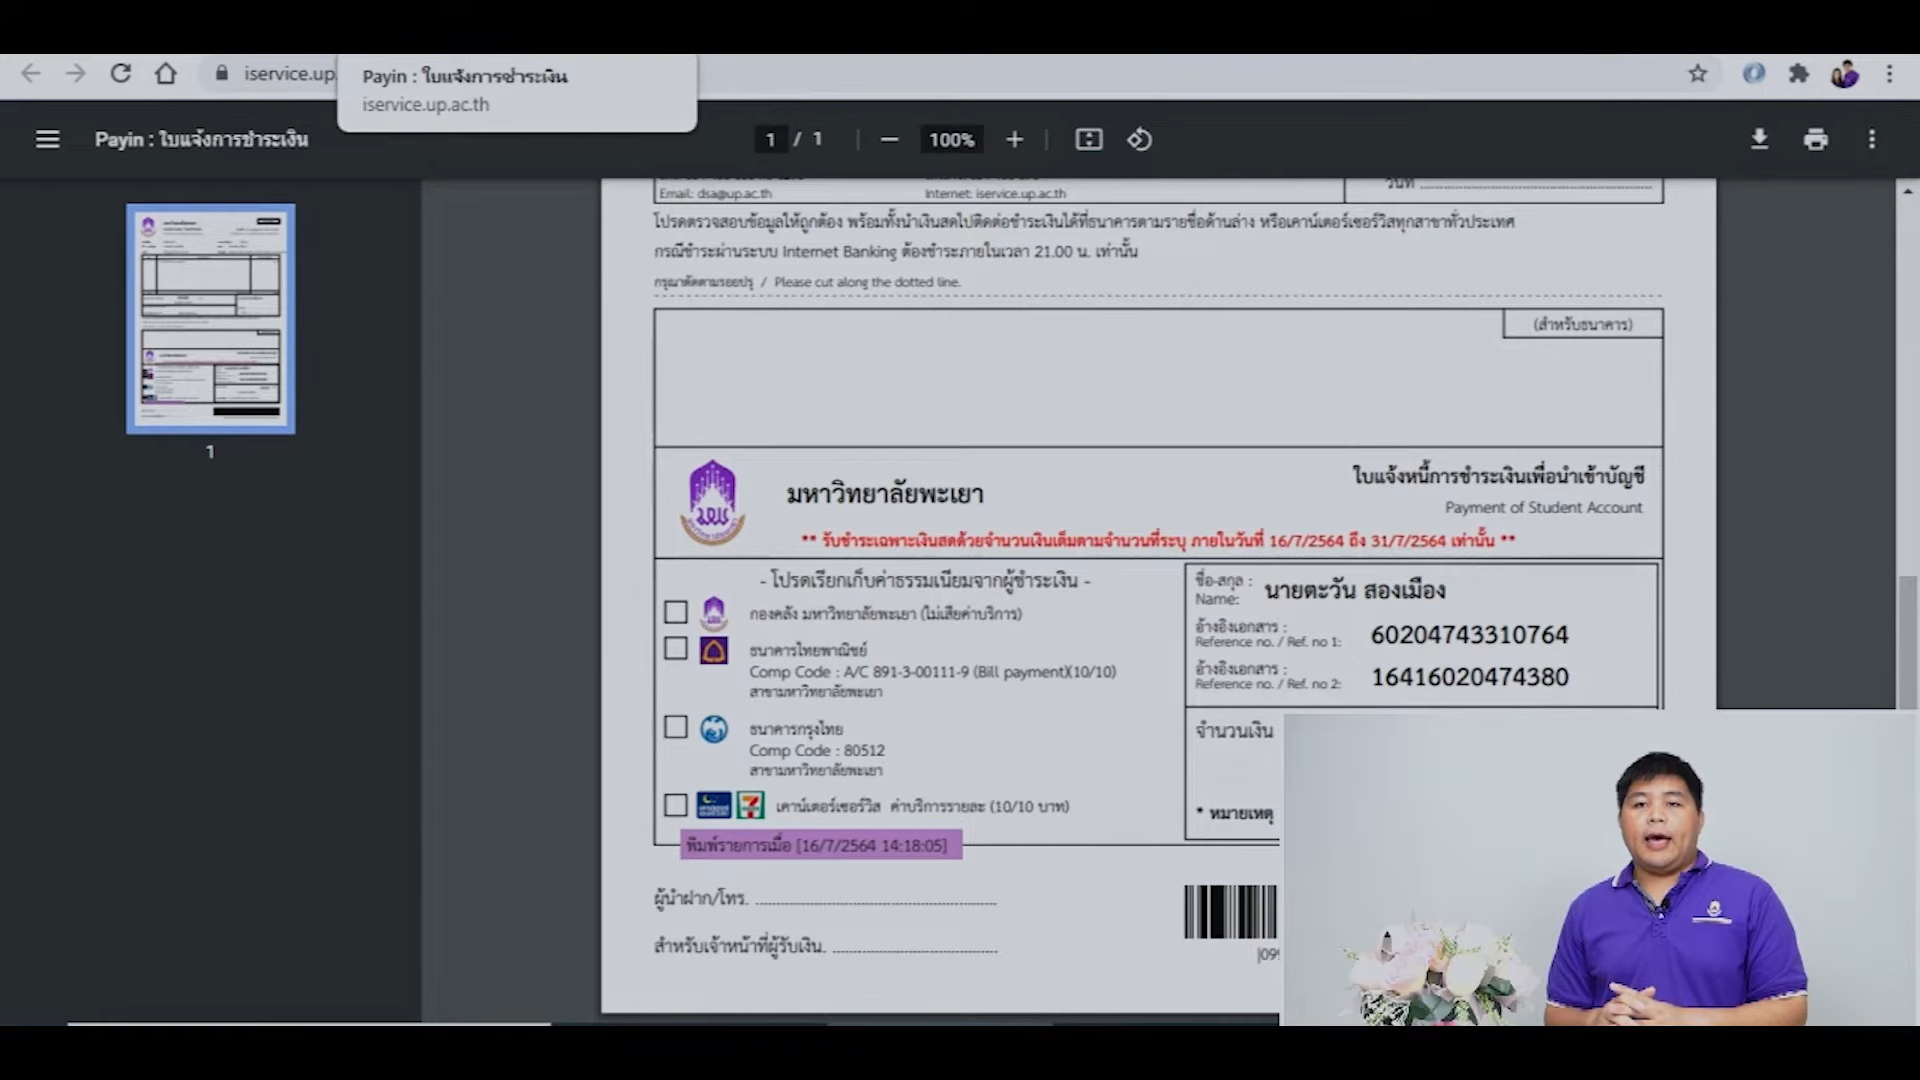 iservice.up.
Payin : ใบแจ้งการชำระเงิน
iservice.up.ac.th
Payin : ใบแจ้งการชำระเงิน
1 / 1
100%
1
Email: dsa@up.ac.th
Internet: iservice.up.ac.th
วันที่
โปรดตรวจสอบข้อมูลให้ถูกต้อง พร้อมทั้งนำเงินสดไปติดต่อชำระเงินได้ที่ธนาคารตามรายชื่อด้านล่าง หรือเคาน์เตอร์เซอร์วิสทุกสาขาทั่วประเทศ
กรณีชำระผ่านระบบ Internet Banking ต้องชำระภายในเวลา 21.00 น. เท่านั้น
กรุณาตัดตามรอยปรุ / Please cut along the dotted line.
(สำหรับธนาคาร)
มหาวิทยาลัยพะเยา
ใบแจ้งหนี้การชำระเงินเพื่อนำเข้าบัญชี
Payment of Student Account
** รับชำระเฉพาะเงินสดด้วยจำนวนเงินเต็มตามจำนวนที่ระบุ ภายในวันที่ 16/7/2564 ถึง 31/7/2564 เท่านั้น **
- โปรดเรียกเก็บค่าธรรมเนียมจากผู้ชำระเงิน -
กองคลัง มหาวิทยาลัยพะเยา (ไม่เสียค่าบริการ)
ธนาคารไทยพาณิชย์
Comp Code : A/C 891-3-00111-9 (Bill payment)(10/10)
สาขามหาวิทยาลัยพะเยา
ธนาคารกรุงไทย
Comp Code : 80512
สาขามหาวิทยาลัยพะเยา
เคาน์เตอร์เซอร์วิส ค่าบริการรายละ (10/10 บาท)
พิมพ์รายการเมื่อ [16/7/2564 14:18:05]
ชื่อ-สกุล :
Name:
นายตะวัน สองเมือง
อ้างอิงเอกสาร :
Reference no. / Ref. no 1:
60204743310764
อ้างอิงเอกสาร :
Reference no. / Ref. no 2:
16416020474380
จำนวนเงิน
* หมายเหตุ
ผู้นำฝาก/โทร.
สำหรับเจ้าหน้าที่ผู้รับเงิน.
|099